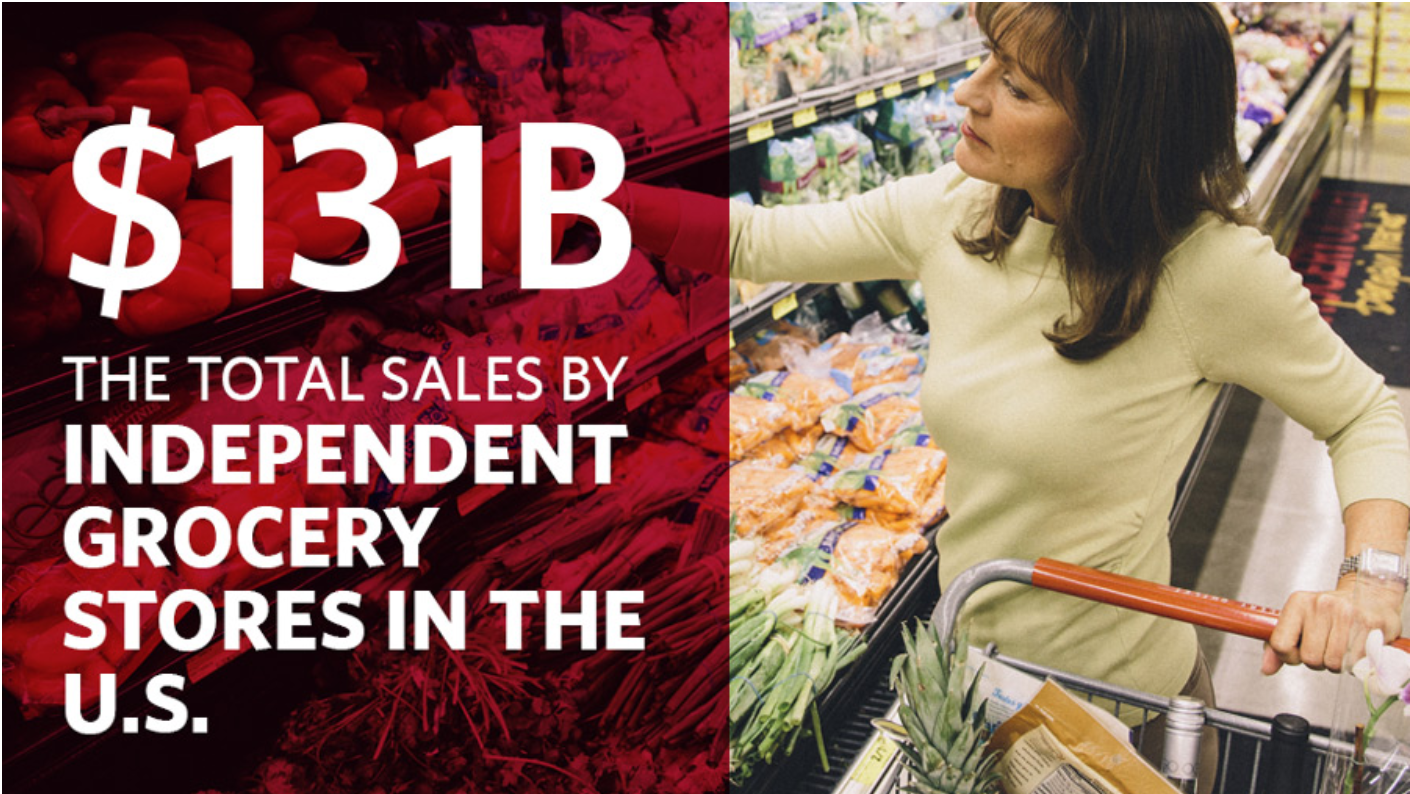 $131B
THE TOTAL SALES BY
INDEPENDENT
GROCERY
STORES IN THE
U.S.